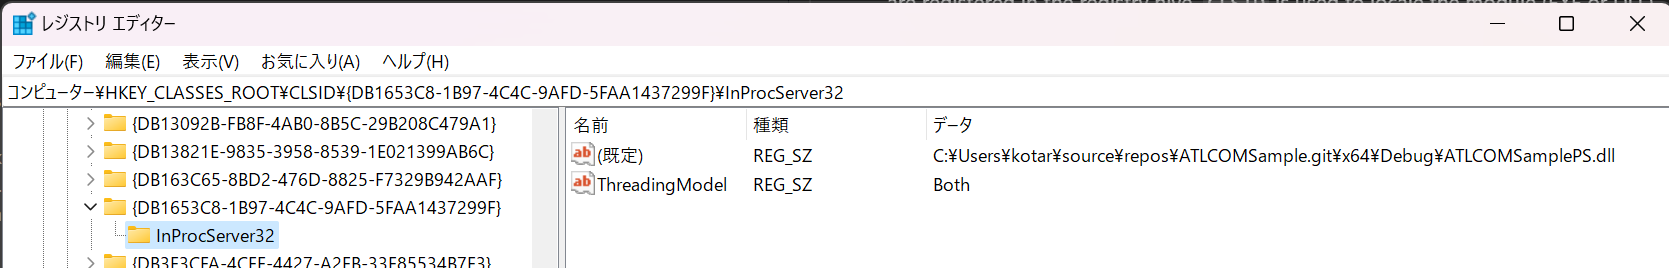 レジストリ エディター
ファイル(F) 編集(E) 表示(V) お気に入り(A) ヘルプ(H)
コンピューター¥HKEY_CLASSES_ROOT¥CLSID¥{DB1653C8-1B97-4C4C-9AFD-5FAA1437299F}¥InProcServer32
{DB13092B-FB8F-4AB0-8B5C-29B208C479A1}
{DB13821E-9835-3958-8539-1E021399AB6C}
{DB163C65-8BD2-476D-8825-F7329B942AAF}
{DB1653C8-1B97-4C4C-9AFD-5FAA1437299F}
InProcServer32
名前 種類 データ
(既定) REG_SZ C:¥Users¥kotar¥source¥repos¥ATLCOMSample.git¥x64¥Debug¥ATLCOMSamplePS.dll
ThreadingModel REG_SZ Both